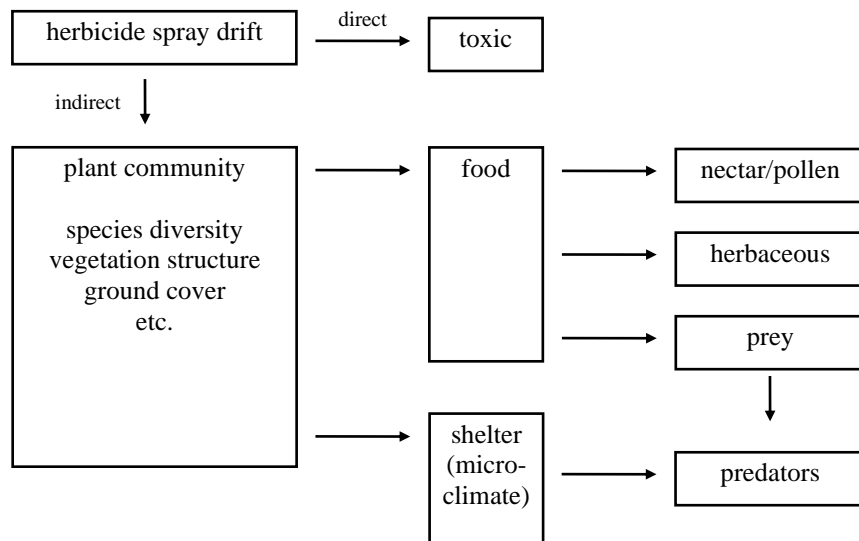 herbicide spray drift
direct
toxic
indirect
plant community
species diversity
vegetation structure
ground cover
etc.
food
nectar/pollen
herbaceous
prey
shelter
(micro-
climate)
predators